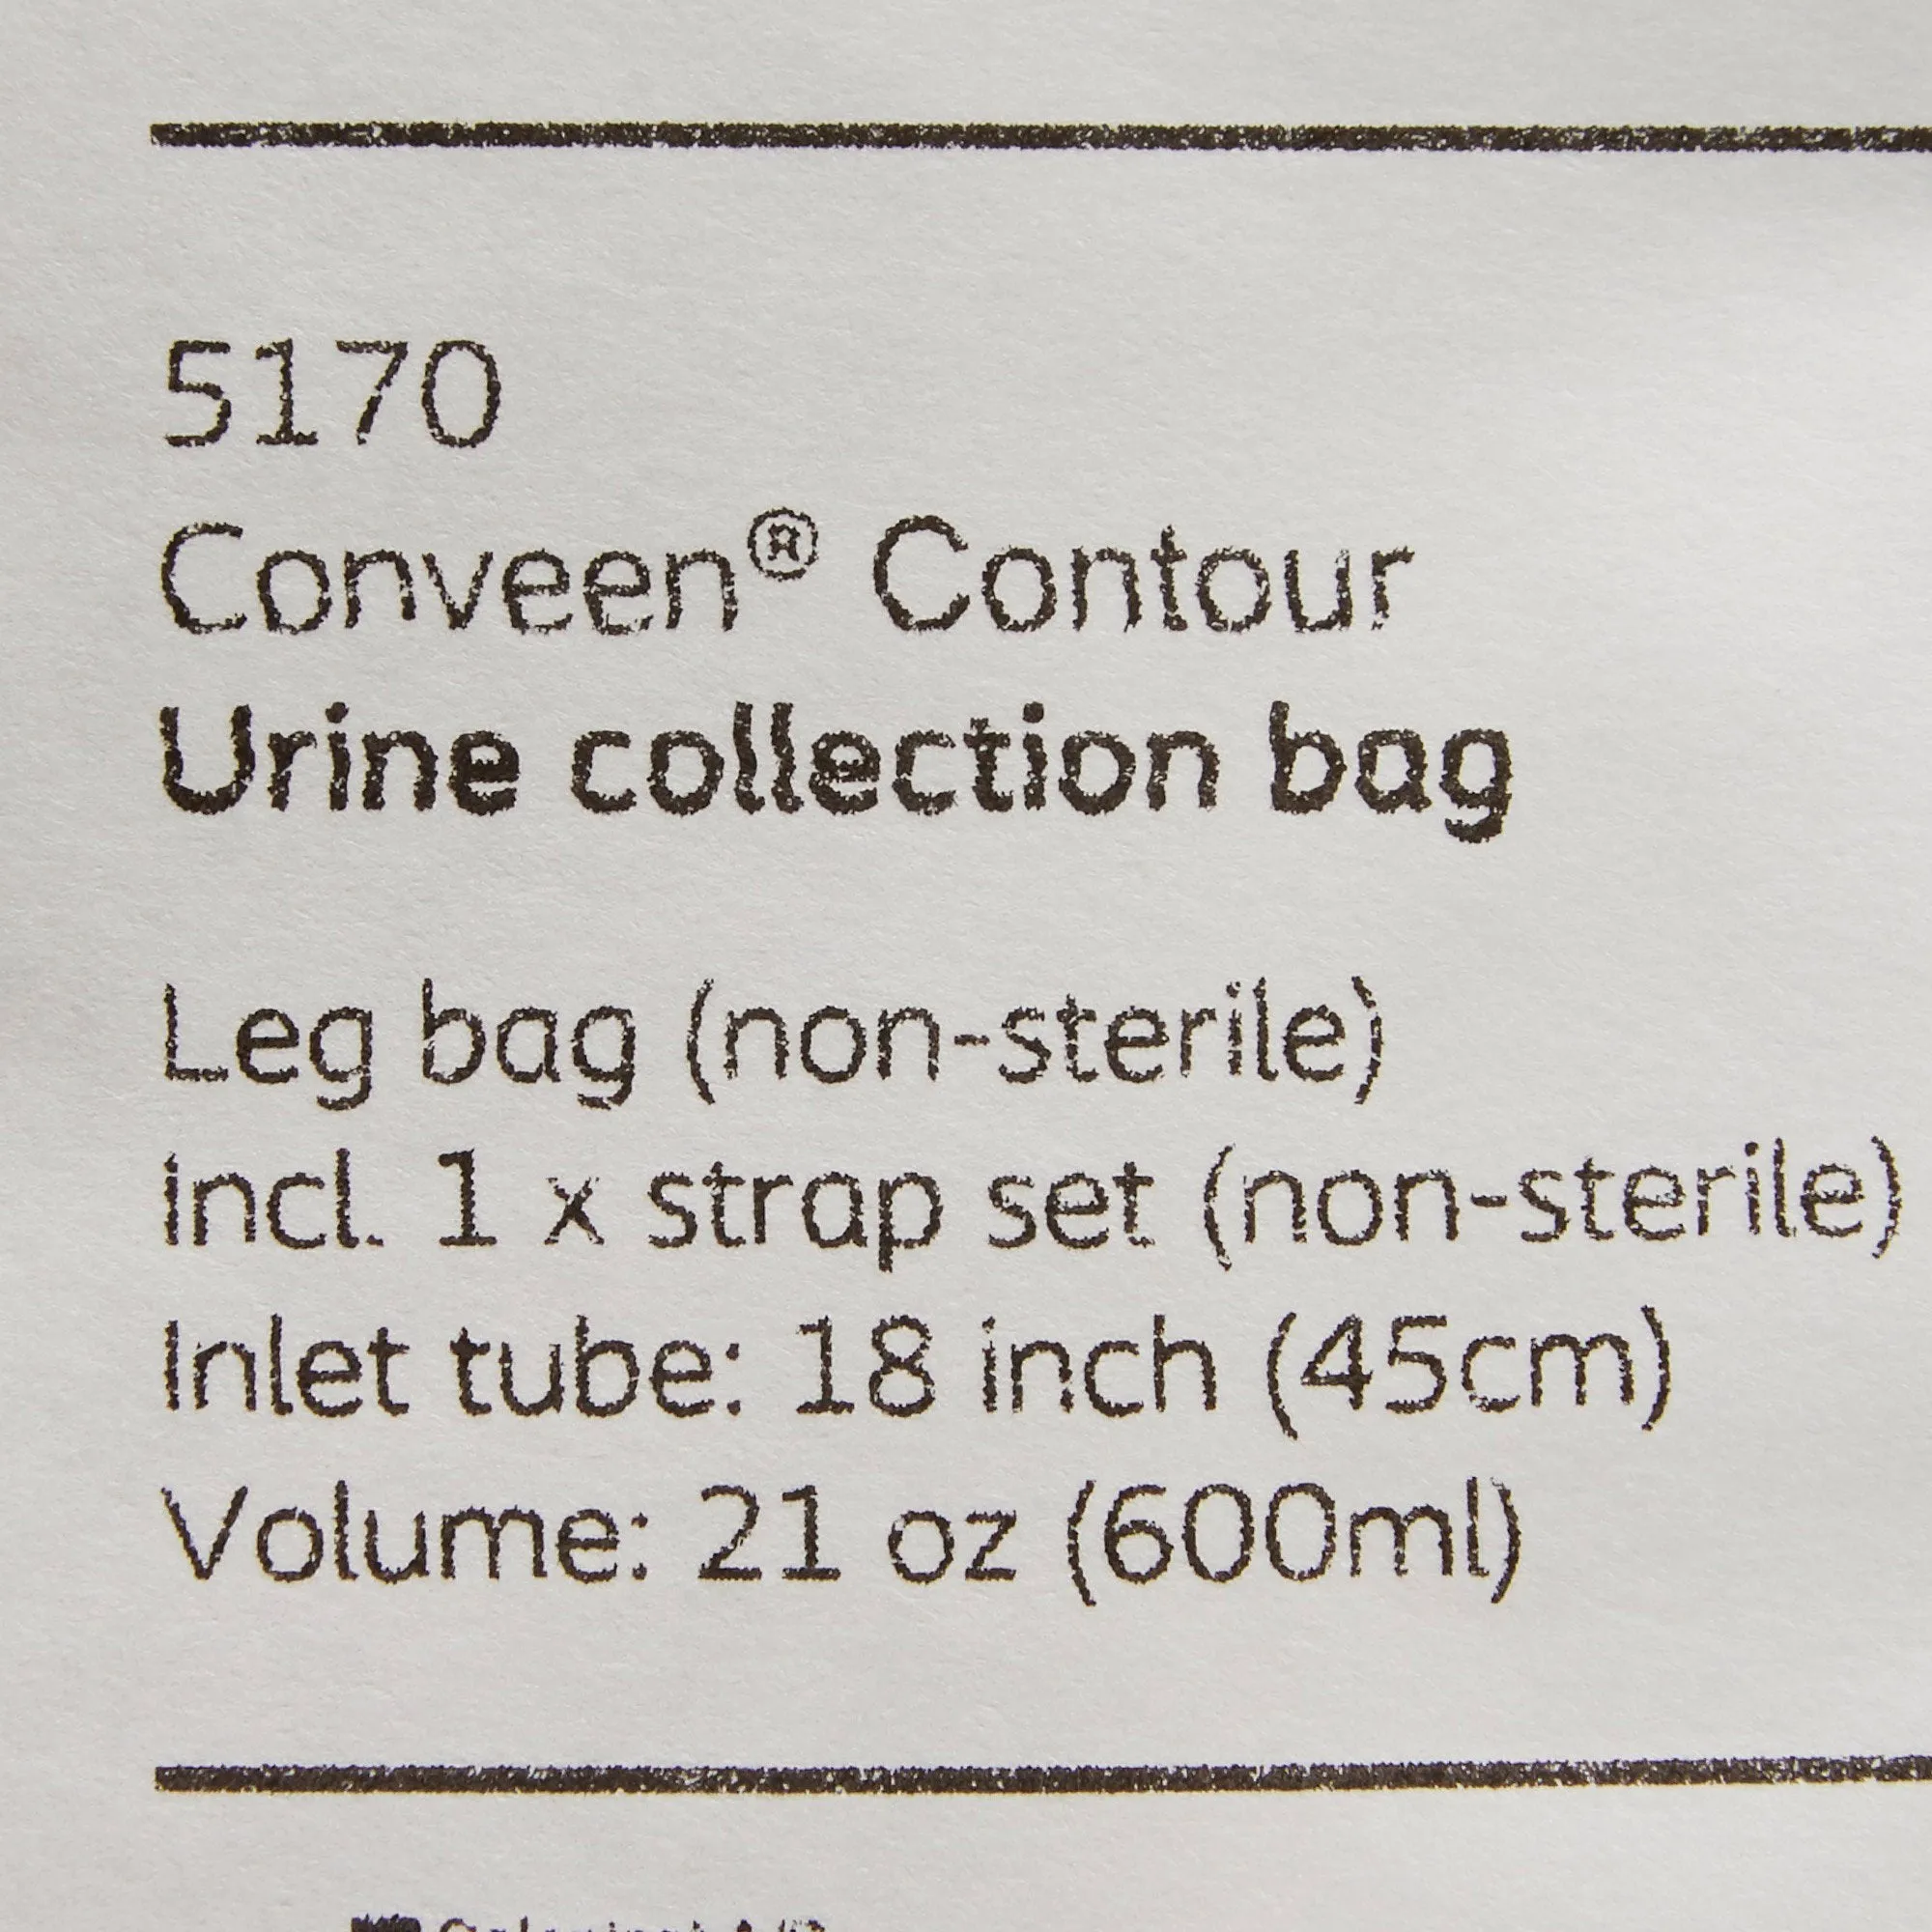 5170
Conveen® Contour
Urine collection bag
Leg bag (non-sterile)
incl. 1 x strap set (non-sterile)
Inlet tube: 18 inch (45cm)
Volume: 21 oz (600ml)